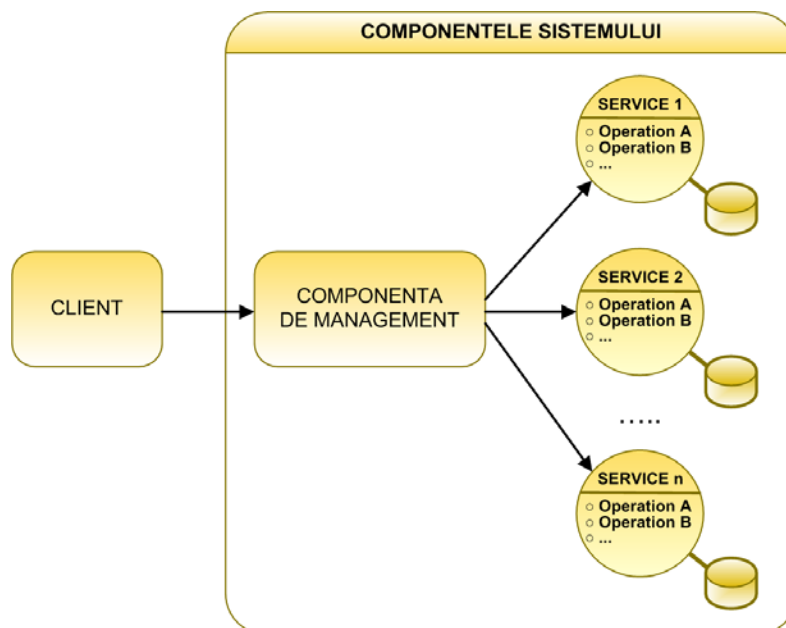 COMPONENTELE SISTEMULUI
SERVICE 1
○ Operation A
○ Operation B
○ ...
CLIENT
COMPONENTA
DE MANAGEMENT
SERVICE 2
○ Operation A
○ Operation B
○ ...
.....
SERVICE n
○ Operation A
○ Operation B
○ ...